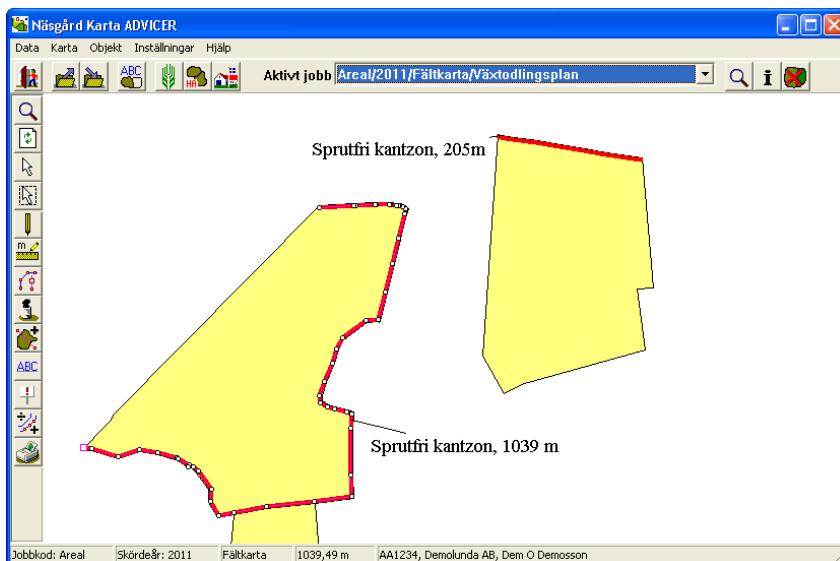 Näsgård Karta ADVICER
Data Karta Objekt Inställningar Hjälp
ABC HA Aktivt jobb Areal/2011/Fältkarta/Växtodlingsplan i
Sprutfri kantzon, 205m
m
ABC
Sprutfri kantzon, 1039 m
Jobbkod: Areal Skördeår: 2011 Fältkarta 1039,49 m AA1234, Demolunda AB, Dem O Demosson